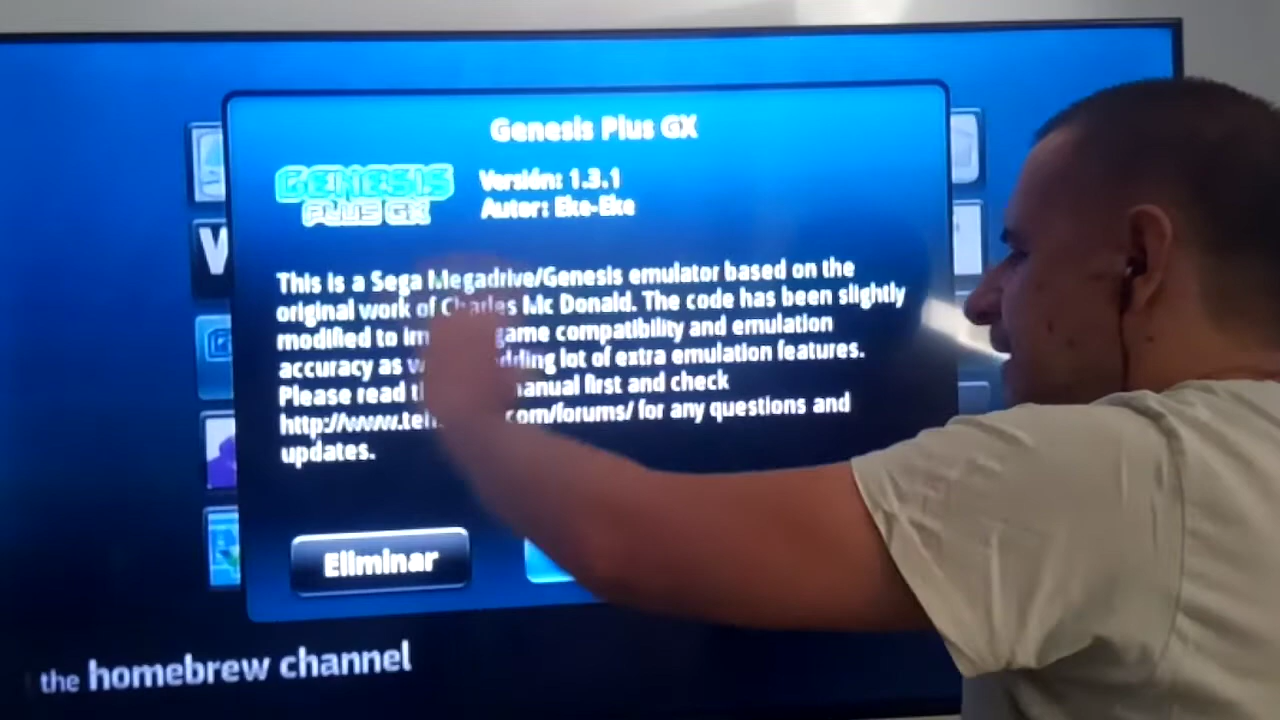 Genesis Plus GX
GENESIS
PLUS GX
Versión: 1.3.1
Autor: Eke-Eke
This is a Sega Megadrive/Genesis emulator based on the
original work of Charles Mc Donald. The code has been slightly
modified to game compatibility and emulation
accuracy as lot of extra emulation features.
Please read first and check
http://www.te com/forums/ for any questions and
updates.
Eliminar
the homebrew channel